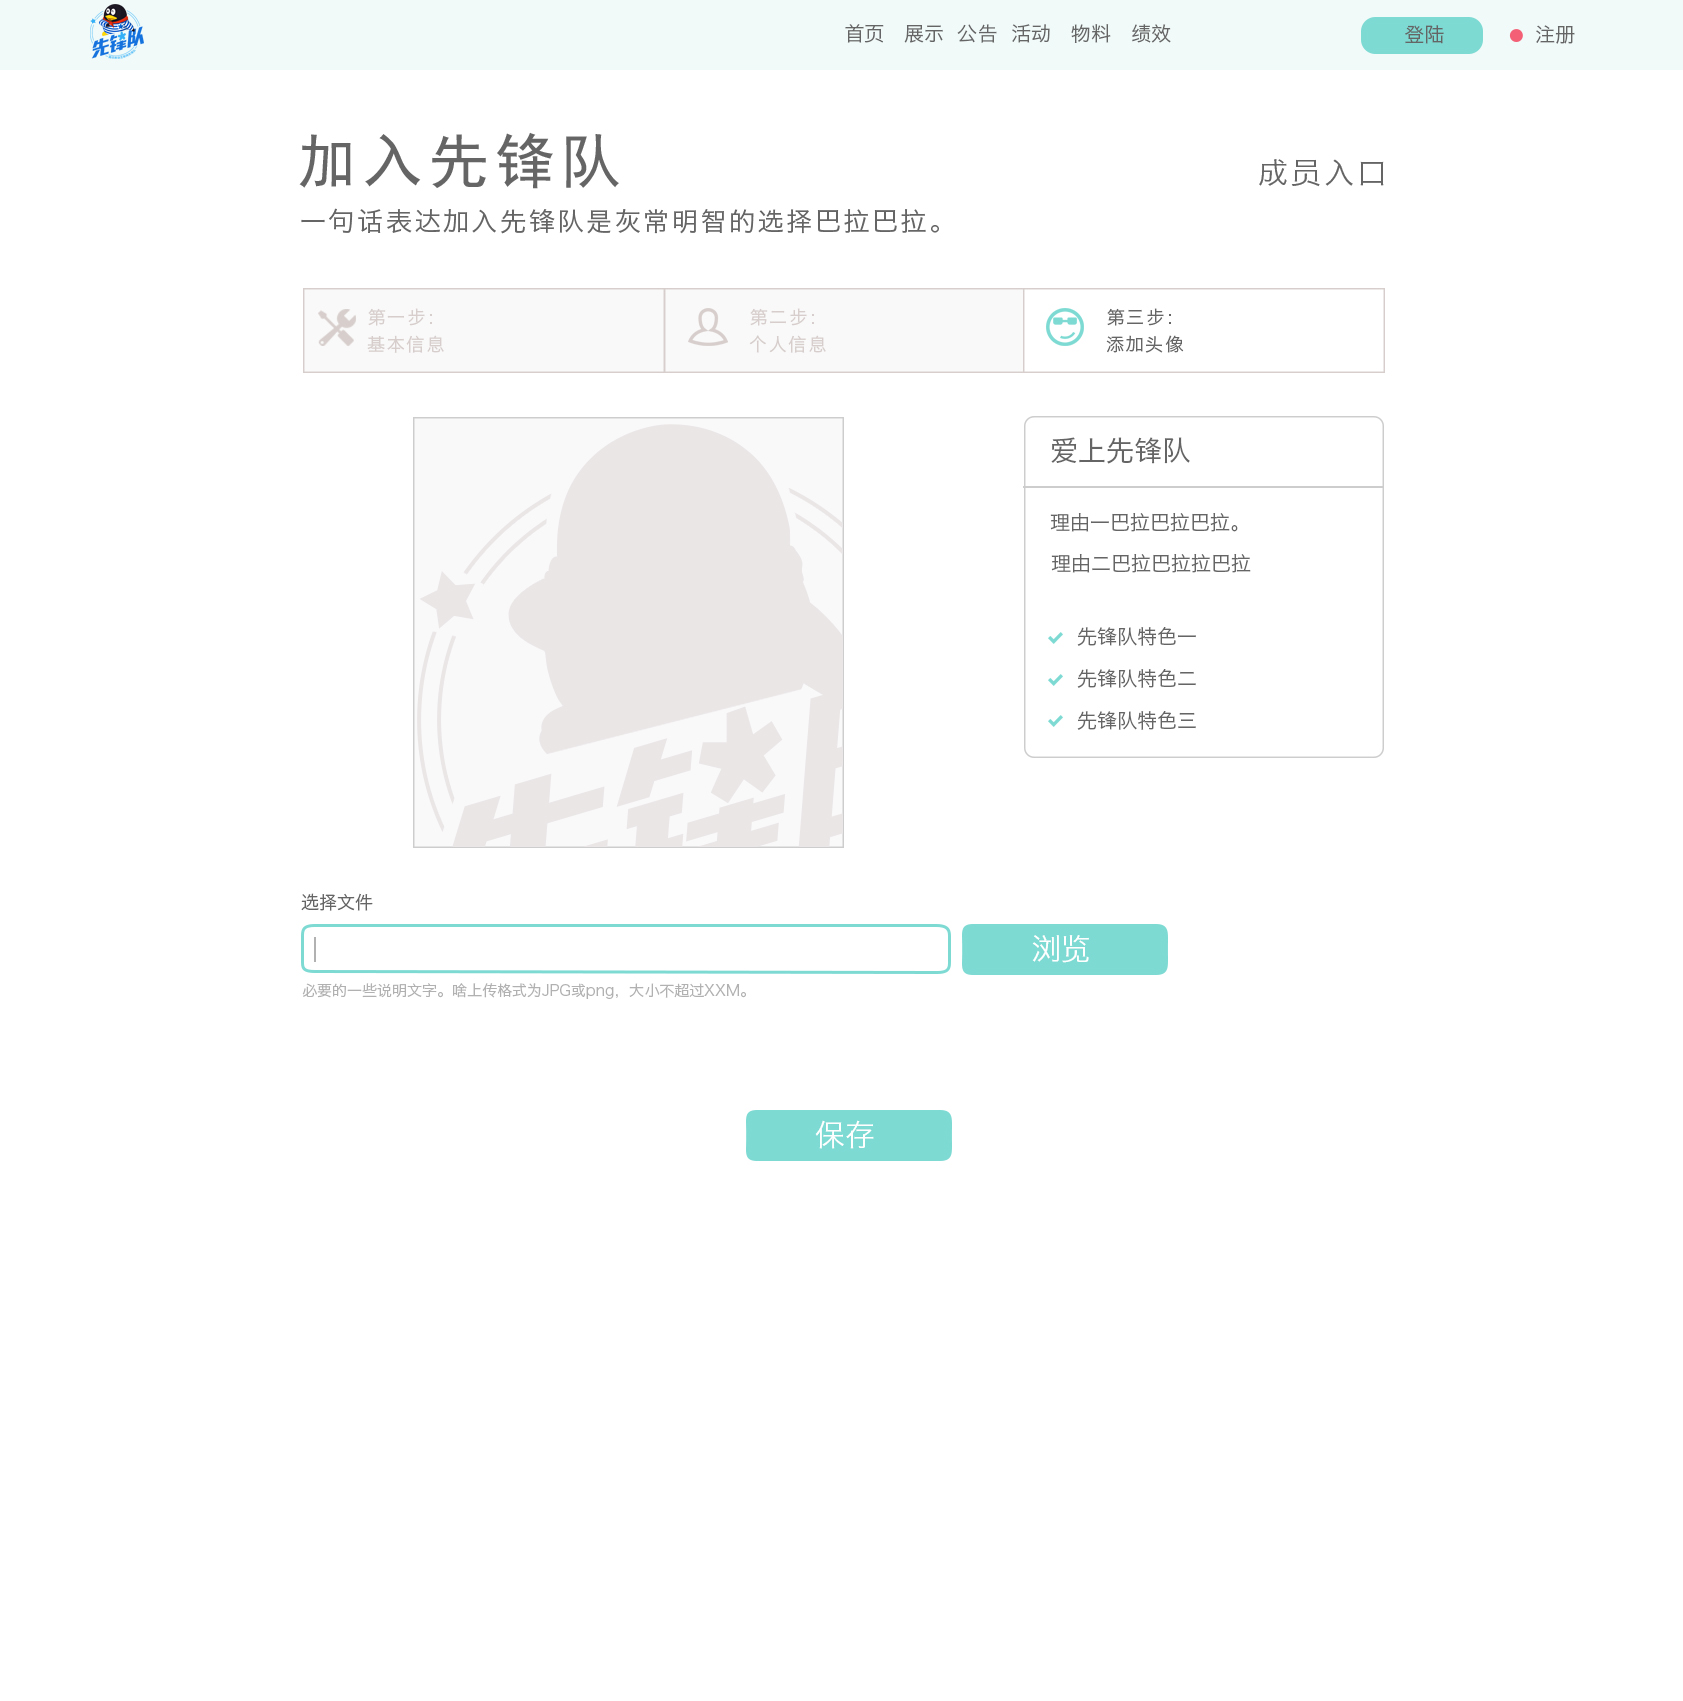 先锋队
首页 展示 公告 活动 物料 绩效
登陆
注册
加入先锋队
成员入口
一句话表达加入先锋队是灰常明智的选择巴拉巴拉。
第一步：
基本信息
第二步：
个人信息
第三步：
添加头像
先锋队
爱上先锋队
理由一巴拉巴拉巴拉。
理由二巴拉巴拉拉巴拉
先锋队特色一
先锋队特色二
先锋队特色三
选择文件
浏览
必要的一些说明文字。啥上传格式为JPG或png，大小不超过XXM。
保存